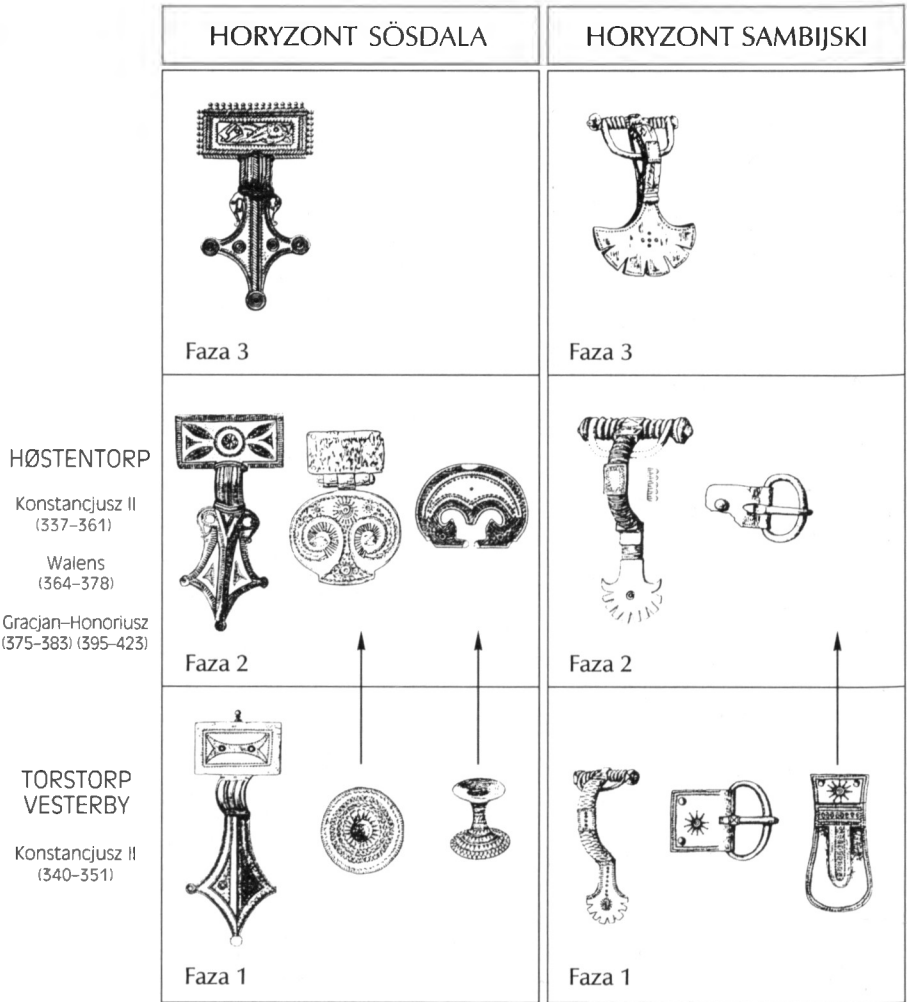 HORYZONT SÖSDALA
HORYZONT SAMBIJSKI
Faza 3
Faza 3
HØSTENTORP
Konstancjusz II
(337–361)
Walens
(364–378)
Gracjan–Honoriusz
(375–383) (395–423)
Faza 2
Faza 2
TORSTORP
VESTERBY
Konstancjusz II
(340–351)
Faza 1
Faza 1